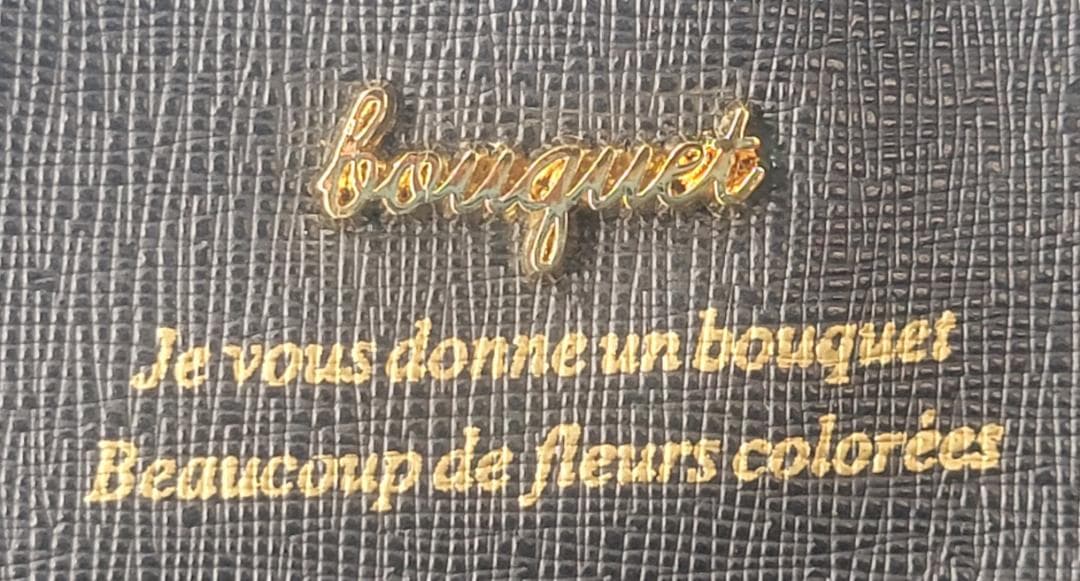 bouquet
Je vous donne un bouquet
Beaucoup de fleurs colorées